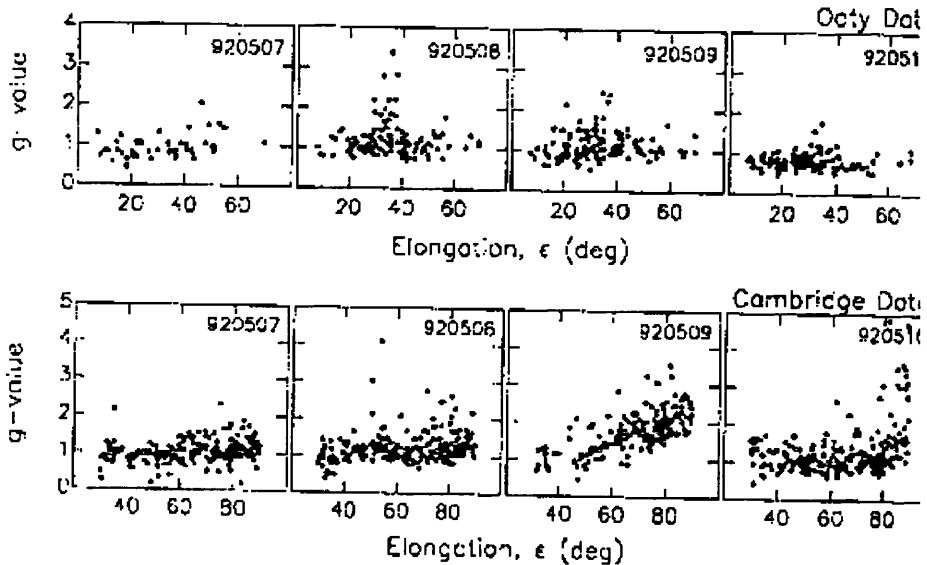 Ooty Dat
4
3
2
1
0
g- value
920507
920508
920509
92051
20 40 60 20 40 60 20 40 60 20 40 60
Elongation, ε (deg)
Cambridge Dat
5
4
3
2
1
0
g-value
920507
920506
920509
920510
40 60 80 40 60 80 40 60 80 40 60 80
Elongation, ε (deg)